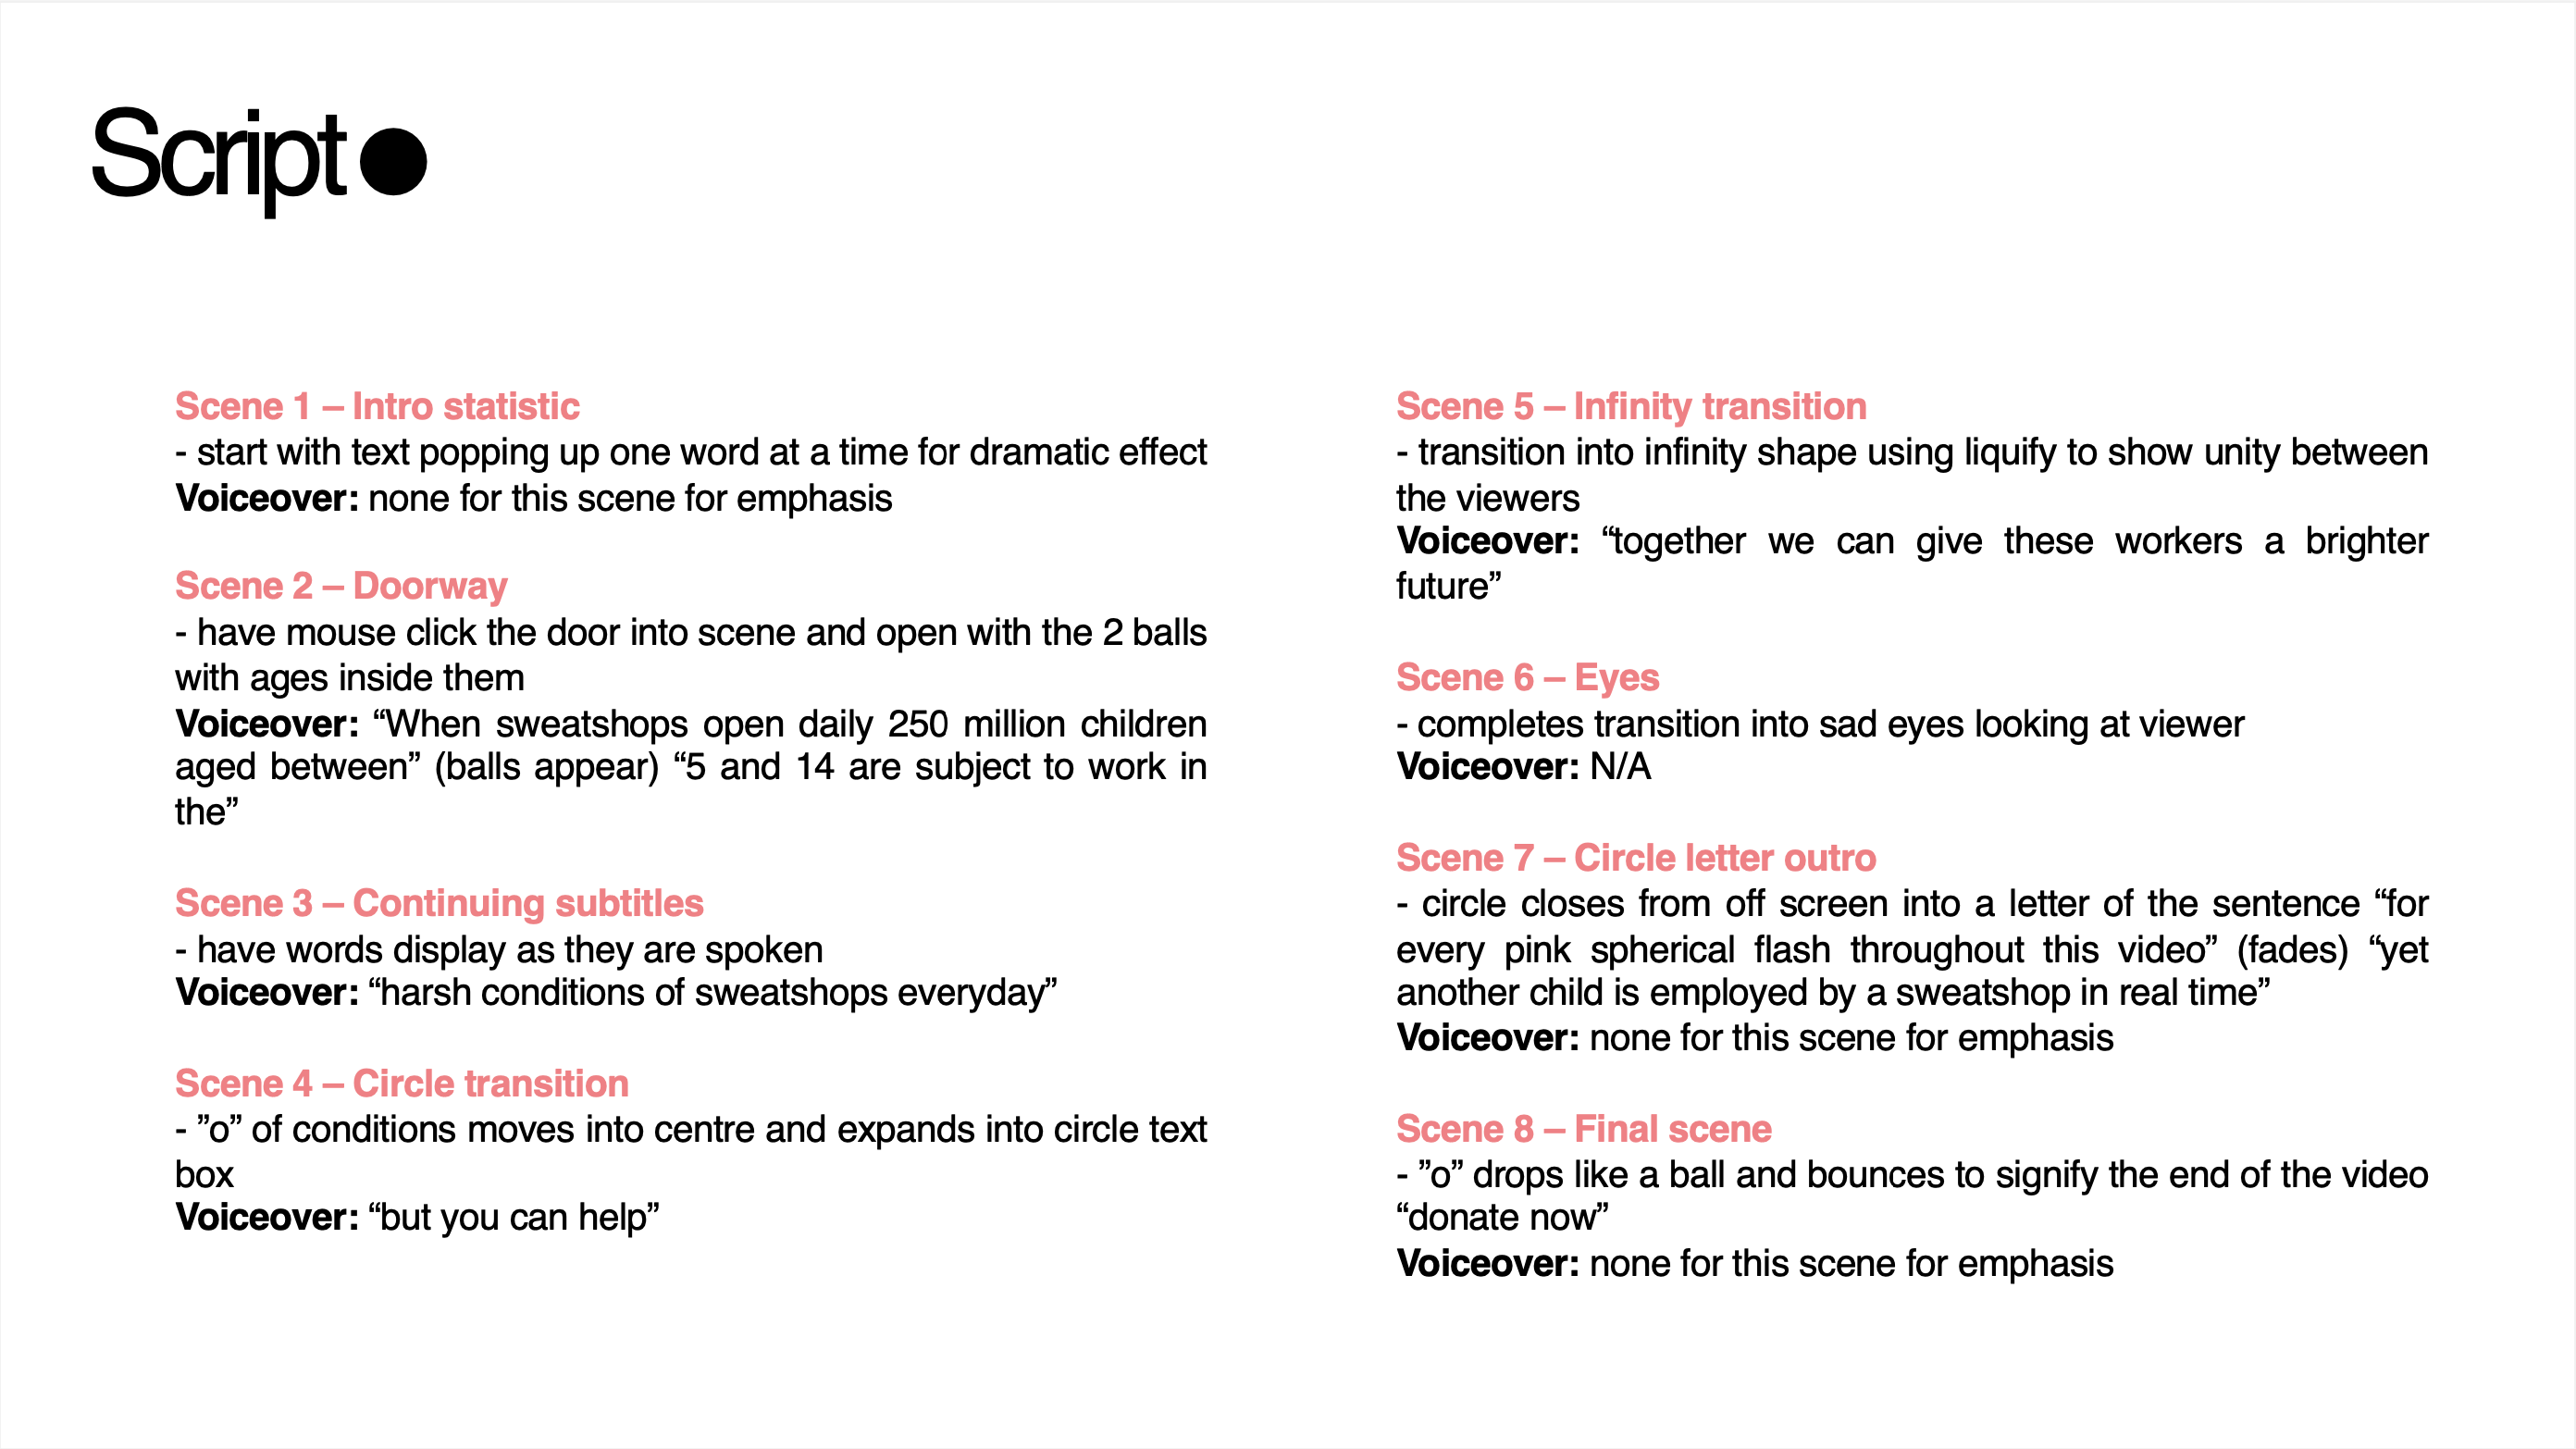 Script
Scene 1 – Intro statistic
- start with text popping up one word at a time for dramatic effect
Voiceover: none for this scene for emphasis
Scene 2 – Doorway
- have mouse click the door into scene and open with the 2 balls
with ages inside them
Voiceover: “When sweatshops open daily 250 million children
aged between” (balls appear) “5 and 14 are subject to work in
the”
Scene 3 – Continuing subtitles
- have words display as they are spoken
Voiceover: “harsh conditions of sweatshops everyday”
Scene 4 – Circle transition
- ”o” of conditions moves into centre and expands into circle text
box
Voiceover: “but you can help”
Scene 5 – Infinity transition
- transition into infinity shape using liquify to show unity between
the viewers
Voiceover: “together we can give these workers a brighter
future”
Scene 6 – Eyes
- completes transition into sad eyes looking at viewer
Voiceover: N/A
Scene 7 – Circle letter outro
- circle closes from off screen into a letter of the sentence “for
every pink spherical flash throughout this video” (fades) “yet
another child is employed by a sweatshop in real time”
Voiceover: none for this scene for emphasis
Scene 8 – Final scene
- ”o” drops like a ball and bounces to signify the end of the video
“donate now”
Voiceover: none for this scene for emphasis